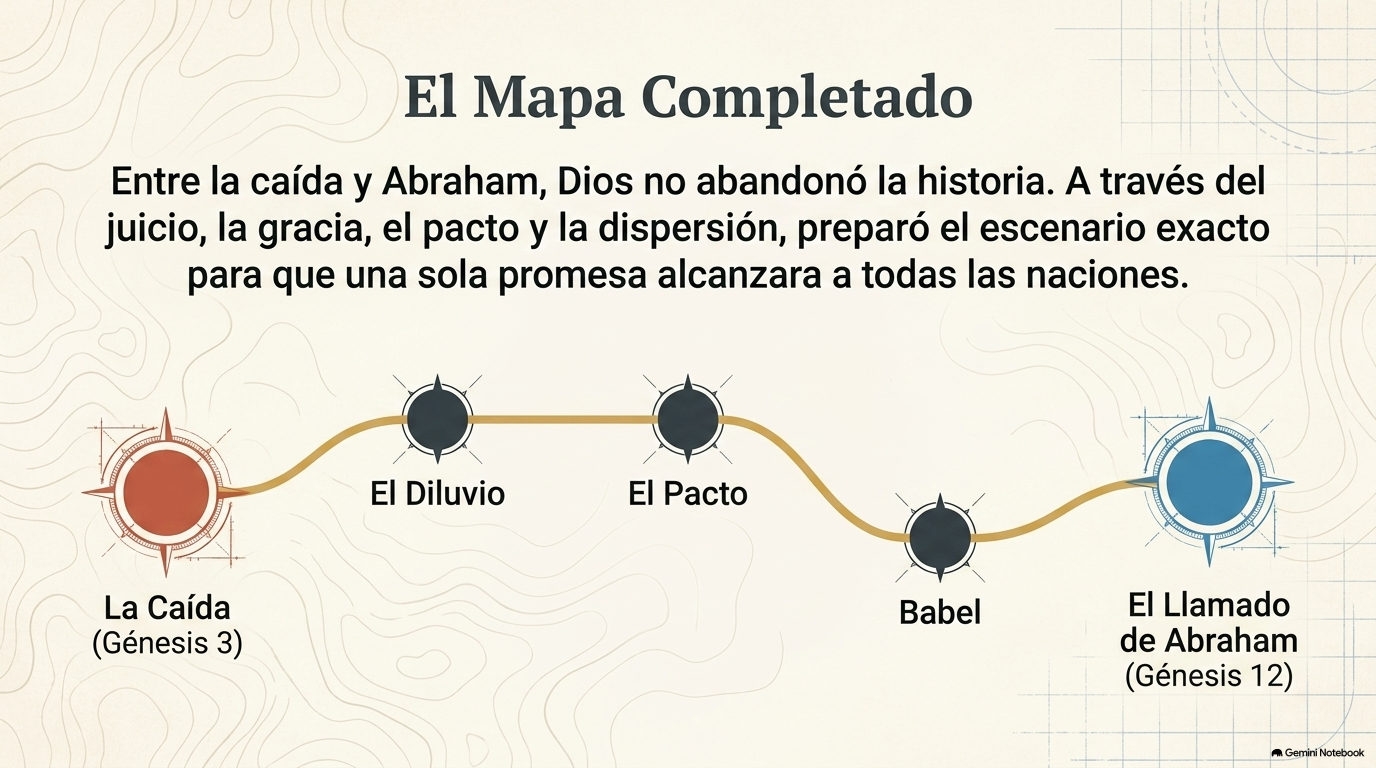 El Mapa Completado
Entre la caída y Abraham, Dios no abandonó la historia. A través del
juicio, la gracia, el pacto y la dispersión, preparó el escenario exacto
para que una sola promesa alcanzara a todas las naciones.
El Diluvio
El Pacto
La Caída
(Génesis 3)
Babel
El Llamado
de Abraham
(Génesis 12)
Gemini Notebook